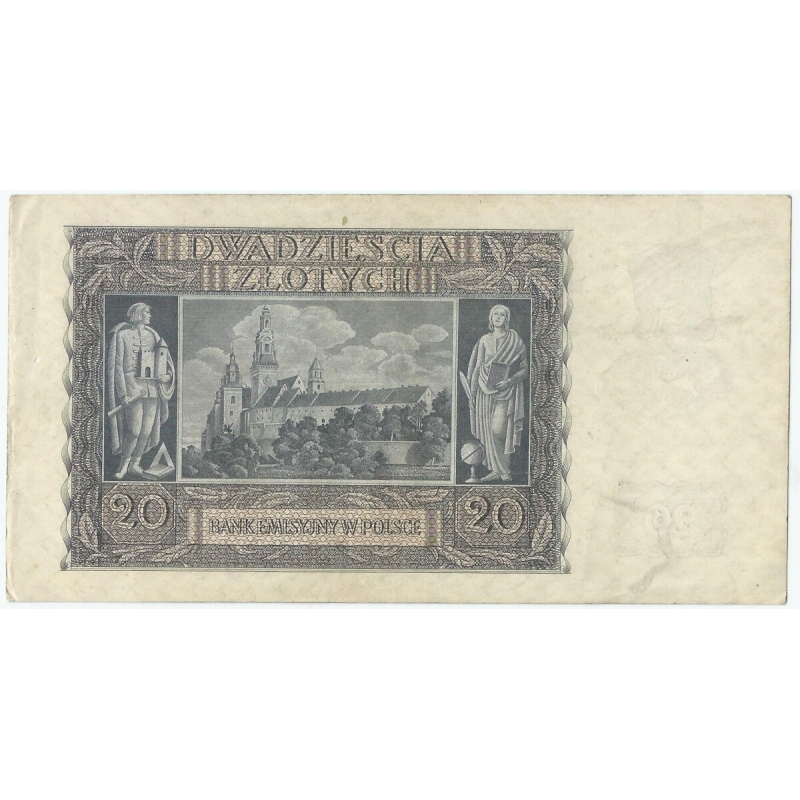 DWADZIEŚCIA
ZŁOTYCH
20
BANK EMISYJNY W POLSCE
20